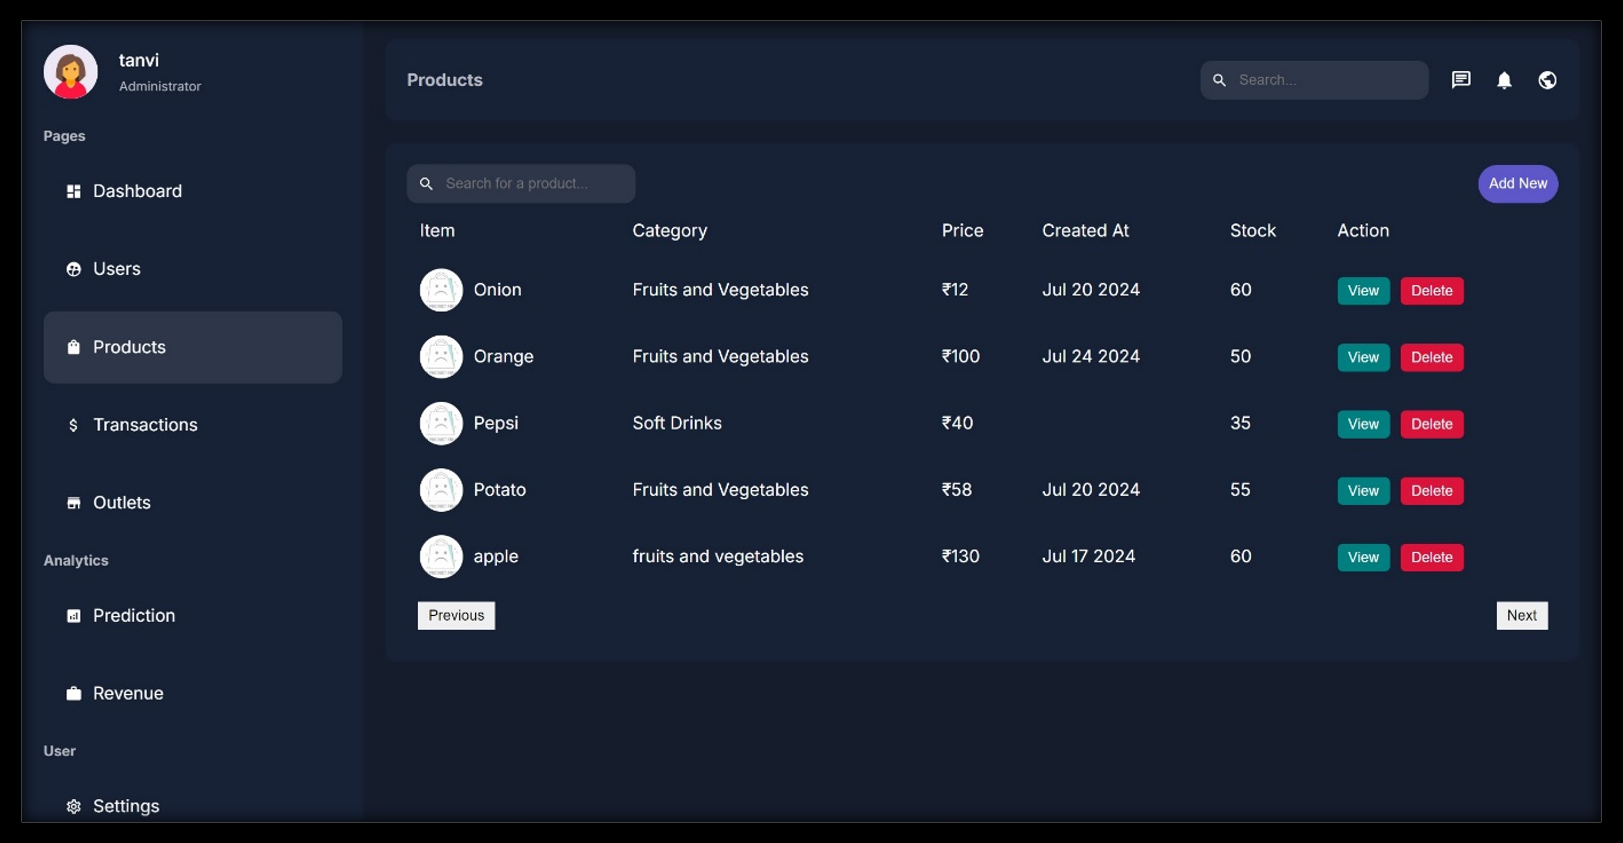 tanvi
Administrator
Pages
Dashboard
Users
Products
Transactions
Outlets
Analytics
Prediction
Revenue
User
Settings
Products
Search...
Search for a product...
Add New
Item Category Price Created At Stock Action
Onion Fruits and Vegetables ₹12 Jul 20 2024 60 View Delete
Orange Fruits and Vegetables ₹100 Jul 24 2024 50 View Delete
Pepsi Soft Drinks ₹40 35 View Delete
Potato Fruits and Vegetables ₹58 Jul 20 2024 55 View Delete
apple fruits and vegetables ₹130 Jul 17 2024 60 View Delete
Previous Next